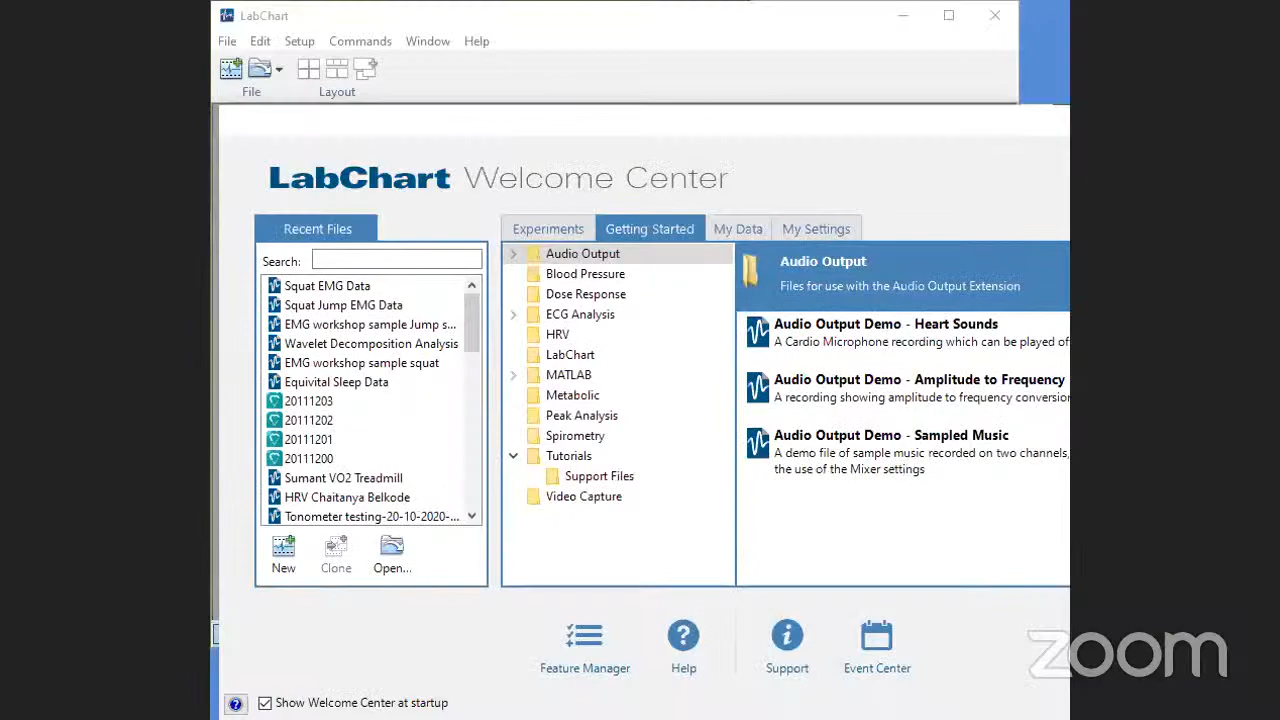 LabChart
File Edit Setup Commands Window Help
File Layout
LabChart Welcome Center
Recent Files
Search:
Squat EMG Data
Squat Jump EMG Data
EMG workshop sample Jump s...
Wavelet Decomposition Analysis
EMG workshop sample squat
Equivital Sleep Data
20111203
20111202
20111201
20111200
Sumant VO2 Treadmill
HRV Chaitanya Belkode
Tonometer testing-20-10-2020-...
New Clone Open...
Experiments Getting Started My Data My Settings
Audio Output
Blood Pressure
Dose Response
ECG Analysis
HRV
LabChart
MATLAB
Metabolic
Peak Analysis
Spirometry
Tutorials
Support Files
Video Capture
Audio Output
Files for use with the Audio Output Extension
Audio Output Demo - Heart Sounds
A Cardio Microphone recording which can be played of
Audio Output Demo - Amplitude to Frequency
A recording showing amplitude to frequency conversion
Audio Output Demo - Sampled Music
A demo file of sample music recorded on two channels,
the use of the Mixer settings
Feature Manager Help Support Event Center
Show Welcome Center at startup
zoom